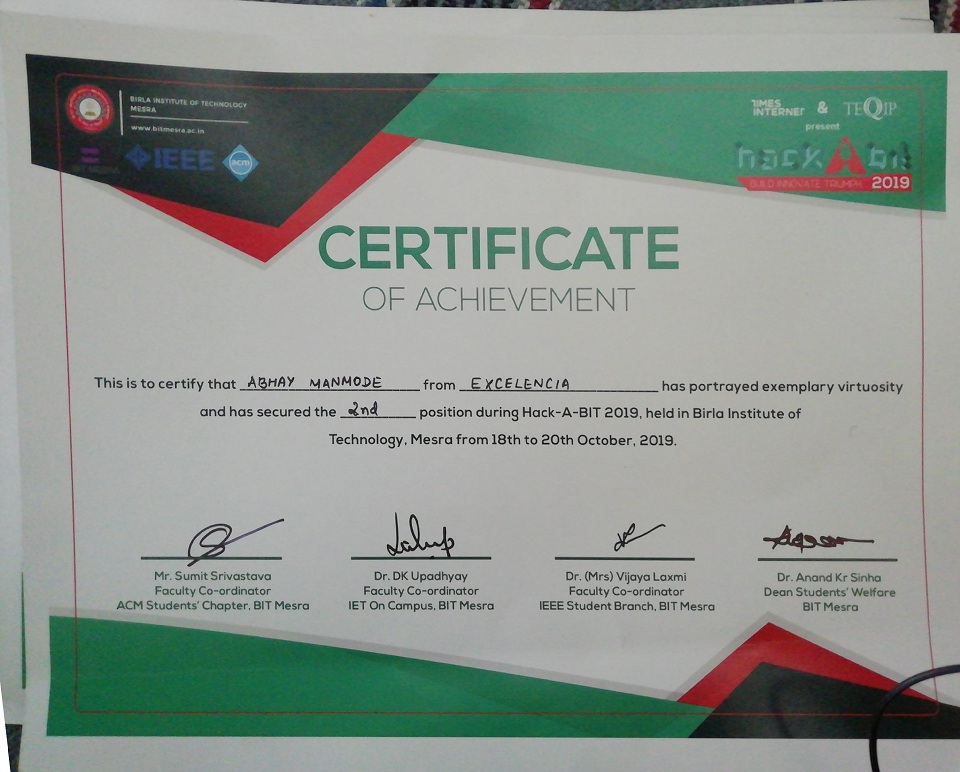 BIRLA INSTITUTE OF TECHNOLOGY
MESRA
www.bitmesra.ac.in
IEEE
acm
TIMES INTERNET & TEQIP
present
hackAbit
BUILD INNOVATE TRIUMPH 2019
CERTIFICATE
OF ACHIEVEMENT
This is to certify that ABHAY MANMODE from EXCELENCIA has portrayed exemplary virtuosity
and has secured the 2nd position during Hack-A-BIT 2019, held in Birla Institute of
Technology, Mesra from 18th to 20th October, 2019.
Mr. Sumit Srivastava
Faculty Co-ordinator
ACM Students' Chapter, BIT Mesra
Dr. DK Upadhyay
Faculty Co-ordinator
IET On Campus, BIT Mesra
Dr. (Mrs) Vijaya Laxmi
Faculty Co-ordinator
IEEE Student Branch, BIT Mesra
Dr. Anand Kr Sinha
Dean Students' Welfare
BIT Mesra